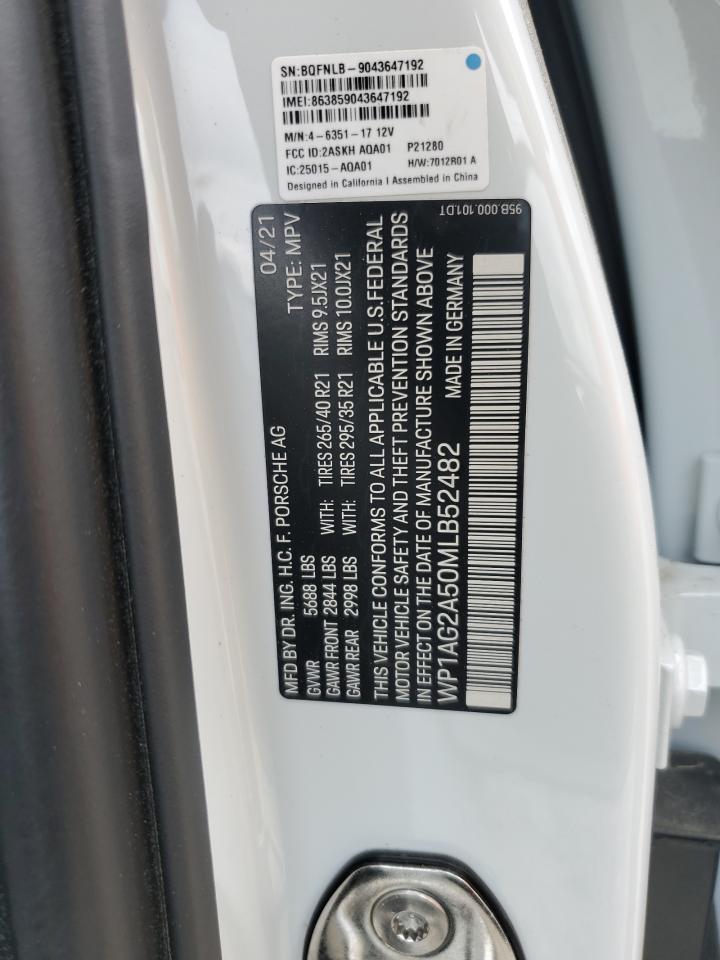 SN:BQFNLB-9043647192
IMEI:863859043647192
M/N:4-6351-17 12V
FCC ID:2ASKH AQA01 P21280
IC:25015-AQA01 H/W:7012R01 A
Designed in California I Assembled in China
95B.000.101.DT
04/21
TYPE: MPV
MFD BY DR. ING. H.C. F. PORSCHE AG
GVWR 5688 LBS WITH: TIRES 265/40 R21 RIMS 9.5JX21
GAWR FRONT 2844 LBS WITH: TIRES 295/35 R21 RIMS 10.0JX21
GAWR REAR 2998 LBS
THIS VEHICLE CONFORMS TO ALL APPLICABLE U.S.FEDERAL
MOTOR VEHICLE SAFETY AND THEFT PREVENTION STANDARDS
IN EFFECT ON THE DATE OF MANUFACTURE SHOWN ABOVE
WP1AG2A50MLB52482 MADE IN GERMANY